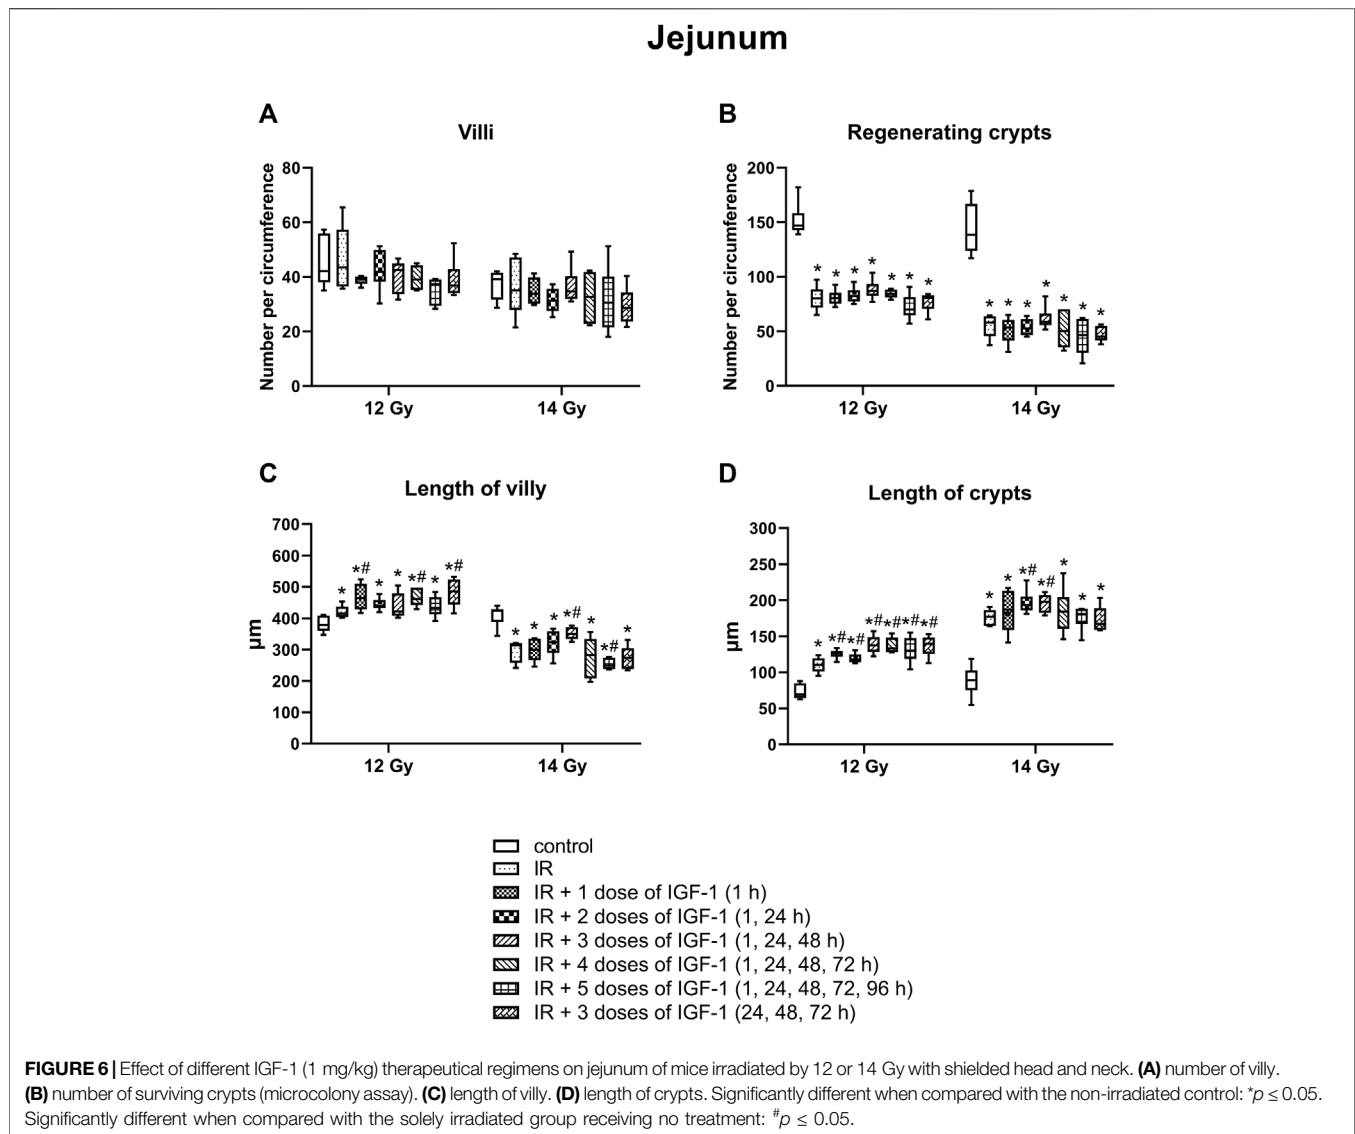 Jejunum
A
Villi
Number per circumference
80
60
40
20
0
12 Gy
14 Gy
B
Regenerating crypts
Number per circumference
200
150
100
50
0
* * * * * * *
* * * * * * *
12 Gy
14 Gy
C
Length of villy
µm
700
600
500
400
300
200
100
0
* *# * * *# * *#
* * * *# * *# *
12 Gy
14 Gy
D
Length of crypts
µm
300
250
200
150
100
50
0
* *# *# *# *# *# *#
* * *# *# * * *
12 Gy
14 Gy
control
IR
IR + 1 dose of IGF-1 (1 h)
IR + 2 doses of IGF-1 (1, 24 h)
IR + 3 doses of IGF-1 (1, 24, 48 h)
IR + 4 doses of IGF-1 (1, 24, 48, 72 h)
IR + 5 doses of IGF-1 (1, 24, 48, 72, 96 h)
IR + 3 doses of IGF-1 (24, 48, 72 h)
FIGURE 6 | Effect of different IGF-1 (1 mg/kg) therapeutical regimens on jejunum of mice irradiated by 12 or 14 Gy with shielded head and neck. (A) number of villy.
(B) number of surviving crypts (microcolony assay). (C) length of villy. (D) length of crypts. Significantly different when compared with the non-irradiated control: *p ≤ 0.05.
Significantly different when compared with the solely irradiated group receiving no treatment: #p ≤ 0.05.